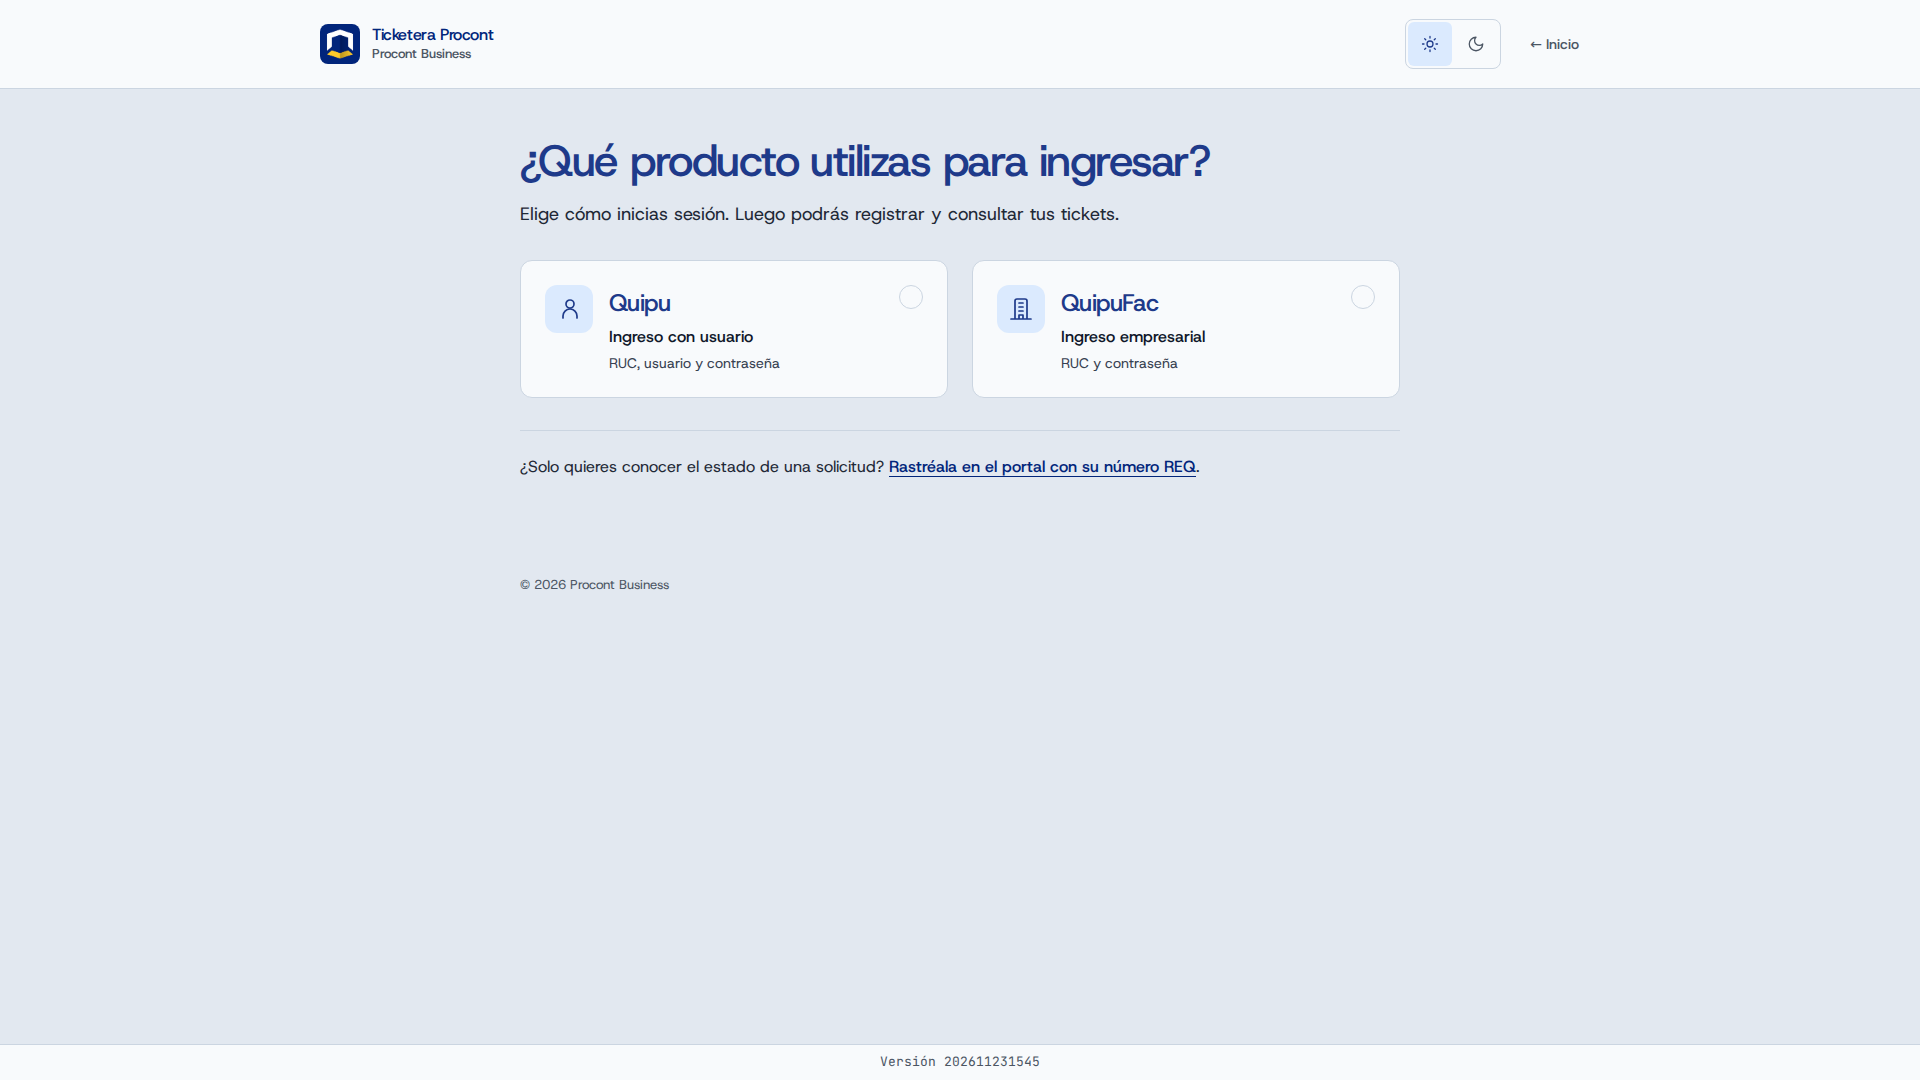 Ticketera Procont
Procont Business
← Inicio
¿Qué producto utilizas para ingresar?
Elige cómo inicias sesión. Luego podrás registrar y consultar tus tickets.
Quipu
Ingreso con usuario
RUC, usuario y contraseña
QuipuFac
Ingreso empresarial
RUC y contraseña
¿Solo quieres conocer el estado de una solicitud? Rastréala en el portal con su número REQ.
© 2026 Procont Business
Versión 202611231545